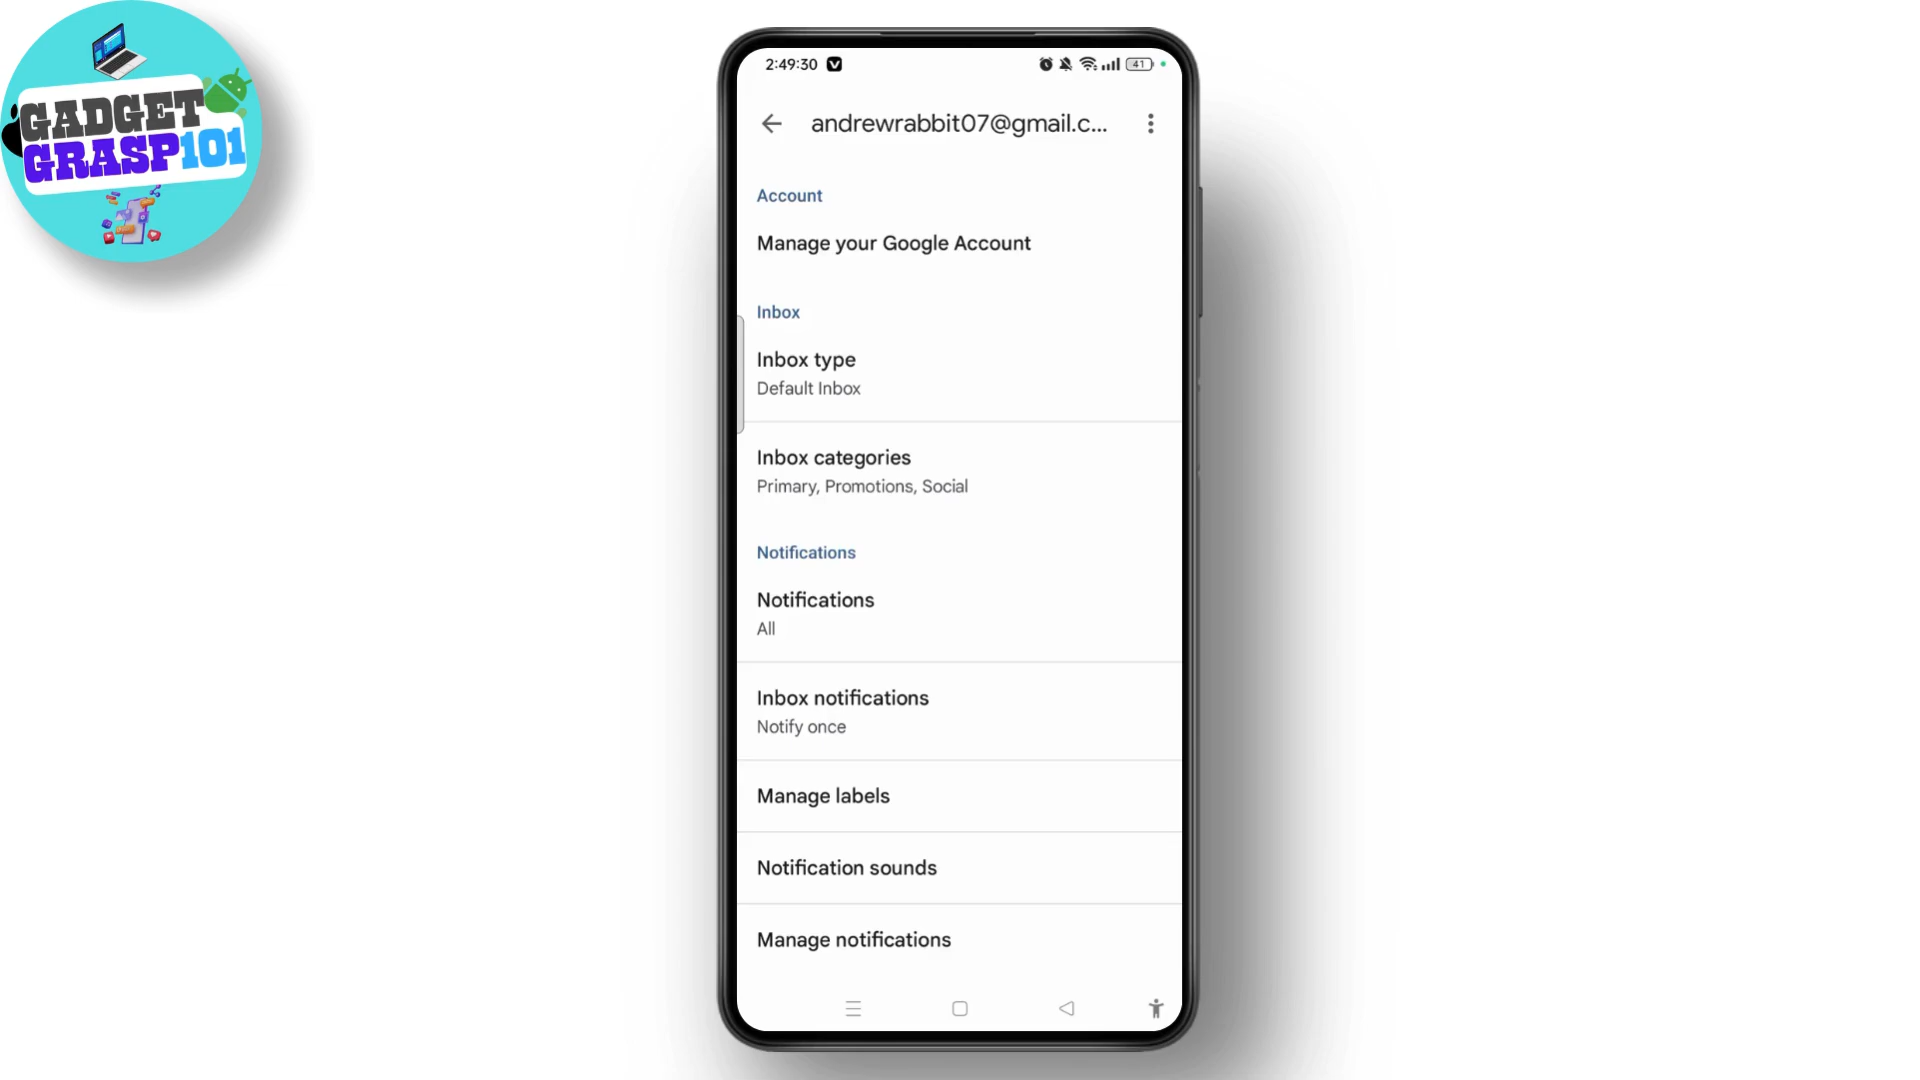 GADGET
GRASP101
2:49:30
41
andrewrabbit07@gmail.c...
Account
Manage your Google Account
Inbox
Inbox type
Default Inbox
Inbox categories
Primary, Promotions, Social
Notifications
Notifications
All
Inbox notifications
Notify once
Manage labels
Notification sounds
Manage notifications